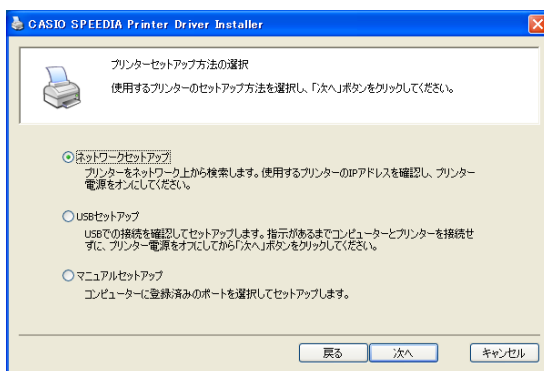 CASIO SPEEDIA Printer Driver Installer
プリンターセットアップ方法の選択
使用するプリンターのセットアップ方法を選択し、「次へ」ボタンをクリックしてください。
ネットワークセットアップ
プリンターをネットワーク上から検索します。使用するプリンターのIPアドレスを確認し、プリンター
電源をオンにしてください。
USBセットアップ
USBでの接続を確認してセットアップします。指示があるまでコンピューターとプリンターを接続せ
ずに、プリンター電源をオフにしてから「次へ」ボタンをクリックしてください。
マニュアルセットアップ
コンピューターに登録済みのポートを選択してセットアップします。
戻る
次へ
キャンセル